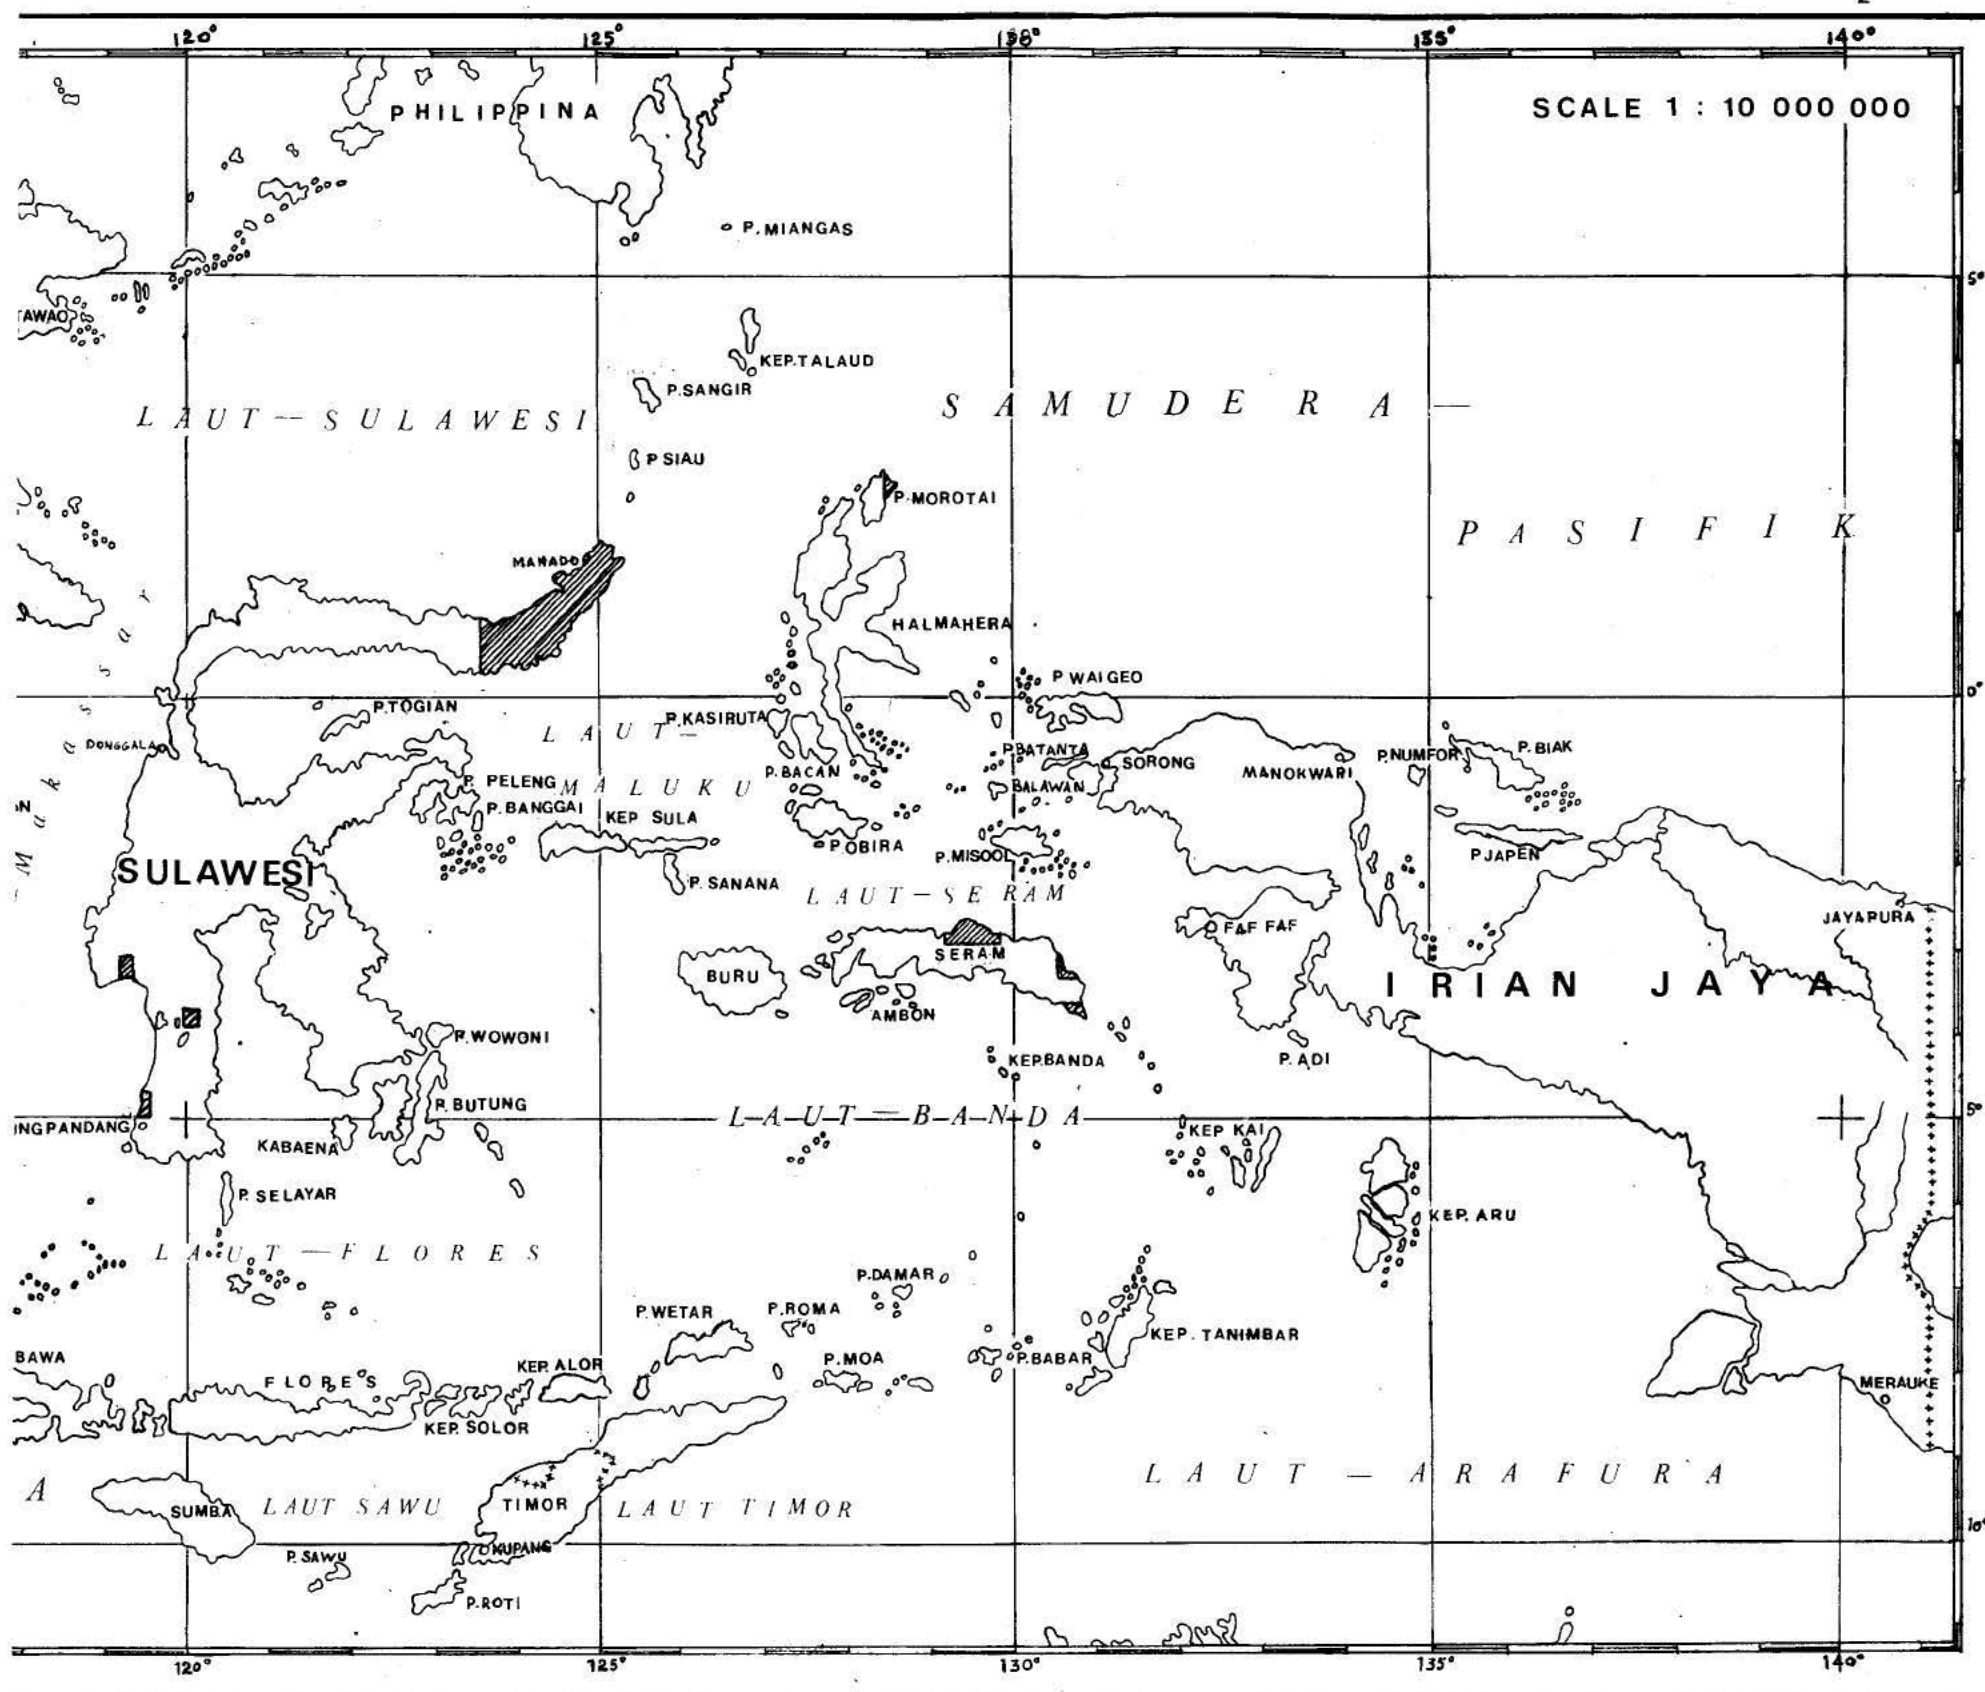 120° 125° 130° 135° 140°
PHILIPPINA
SCALE 1 : 10 000 000
P. MIANGAS
5°
TAWAO
KEP.TALAUD
P.SANGIR
LAUT—SULAWESI
SAMUDERA—
P SIAU
P.MOROTAI
PASIFIK
MANADO
HALMAHERA
Makassar
P WAIGEO
0°
P.TOGIAN
P.KASIRUTA
LAUT—
DONGGALA
P.BATANTA
SORONG
MANOKWARI
P.NUMFOR
P.BIAK
P.BACAN
P. PELENG
MALUKU
BALAWAN
P.BANGGAI
KEP SULA
P OBIRA
P.MISOOL
P.JAPEN
SULAWESI
P. SANANA
LAUT—SERAM
FAF FAF
JAYAPURA
SERAM
BURU
IRIAN JAYA
AMBON
P.WOWONI
KEP.BANDA
P. ADI
P. BUTUNG
LAUT—BANDA
5°
ING PANDANG
KABAENA
KEP KAI
P. SELAYAR
KEP. ARU
LAUT—FLORES
P.DAMAR
P.WETAR
P.ROMA
KEP. TANIMBAR
BAWA
KEP. ALOR
P.MOA
P.BABAR
FLORES
MERAUKE
KEP. SOLOR
LAUT — ARAFURA
A
SUMBA
LAUT SAWU
TIMOR
LAUT TIMOR
10°
KUPANG
P. SAWU
P.ROTI
120° 125° 130° 135° 140°